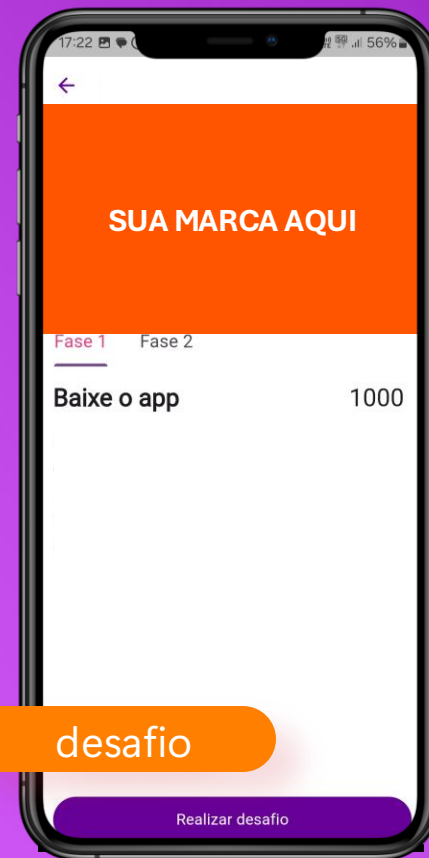 17:22 56%
SUA MARCA AQUI
Fase 1 Fase 2
Baixe o app 1000
desafio
Realizar desafio